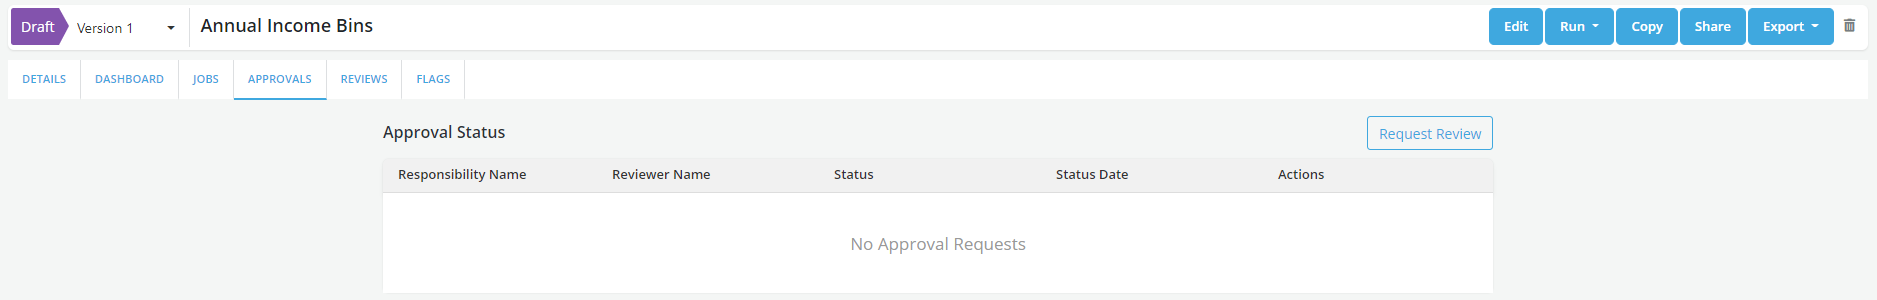 Draft Version 1 Annual Income Bins Edit Run Copy Share Export
DETAILS DASHBOARD JOBS APPROVALS REVIEWS FLAGS
Approval Status Request Review
Responsibility Name Reviewer Name Status Status Date Actions
No Approval Requests